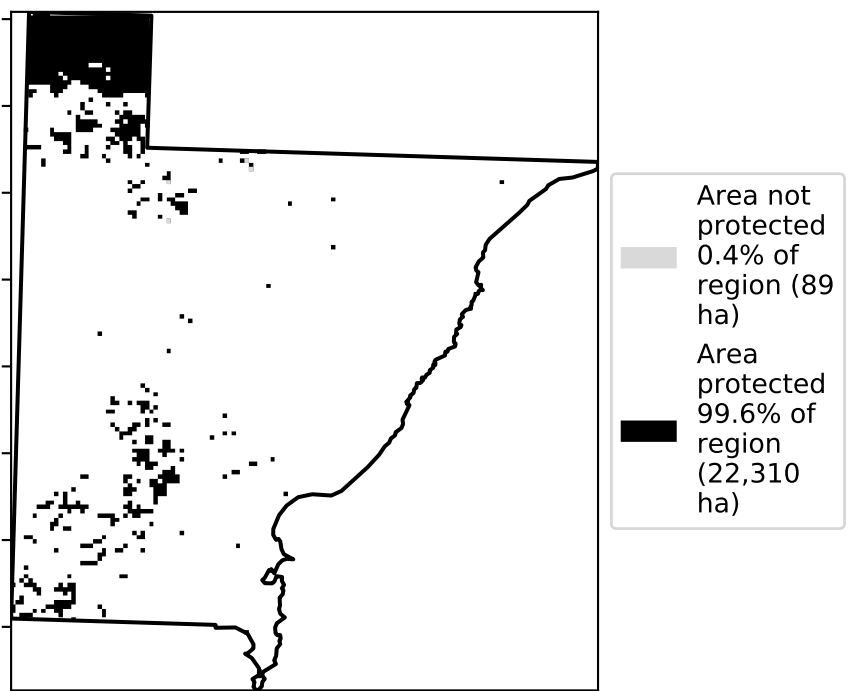 Area not
protected
0.4% of
region (89
ha)
Area
protected
99.6% of
region
(22,310
ha)